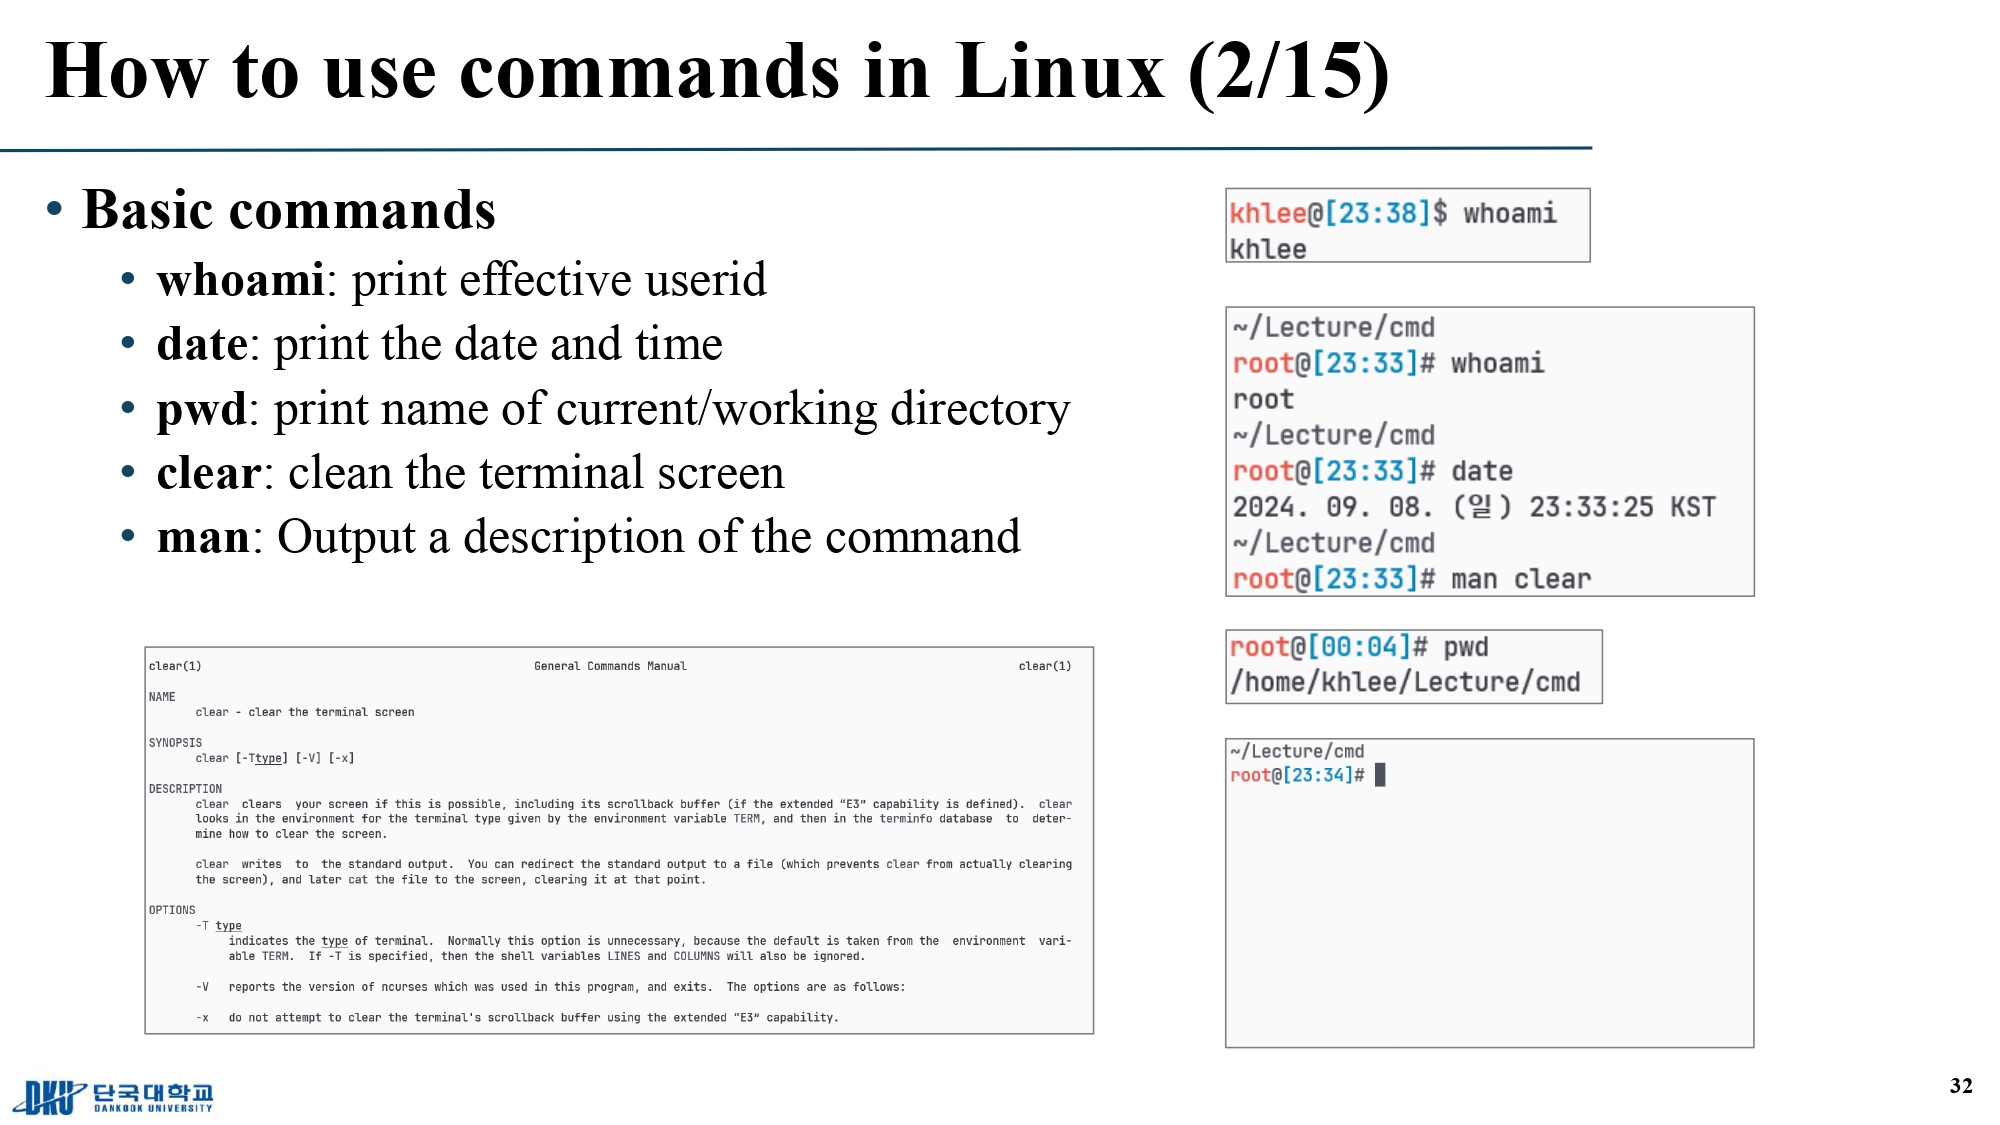 How to use commands in Linux (2/15)
• Basic commands
• whoami: print effective userid
• date: print the date and time
• pwd: print name of current/working directory
• clear: clean the terminal screen
• man: Output a description of the command
clear(1) General Commands Manual clear(1)
NAME
clear - clear the terminal screen
SYNOPSIS
clear [-Ttype] [-V] [-x]
DESCRIPTION
clear clears your screen if this is possible, including its scrollback buffer (if the extended “E3” capability is defined). clear
looks in the environment for the terminal type given by the environment variable TERM, and then in the terminfo database to deter-
mine how to clear the screen.
clear writes to the standard output. You can redirect the standard output to a file (which prevents clear from actually clearing
the screen), and later cat the file to the screen, clearing it at that point.
OPTIONS
-T type
indicates the type of terminal. Normally this option is unnecessary, because the default is taken from the environment vari-
able TERM. If -T is specified, then the shell variables LINES and COLUMNS will also be ignored.
-V reports the version of ncurses which was used in this program, and exits. The options are as follows:
-x do not attempt to clear the terminal's scrollback buffer using the extended “E3” capability.
khlee@[23:38]$ whoami
khlee
~/Lecture/cmd
root@[23:33]# whoami
root
~/Lecture/cmd
root@[23:33]# date
2024. 09. 08. (일) 23:33:25 KST
~/Lecture/cmd
root@[23:33]# man clear
root@[00:04]# pwd
/home/khlee/Lecture/cmd
~/Lecture/cmd
root@[23:34]#
DKU 단국대학교
DANKOOK UNIVERSITY
32